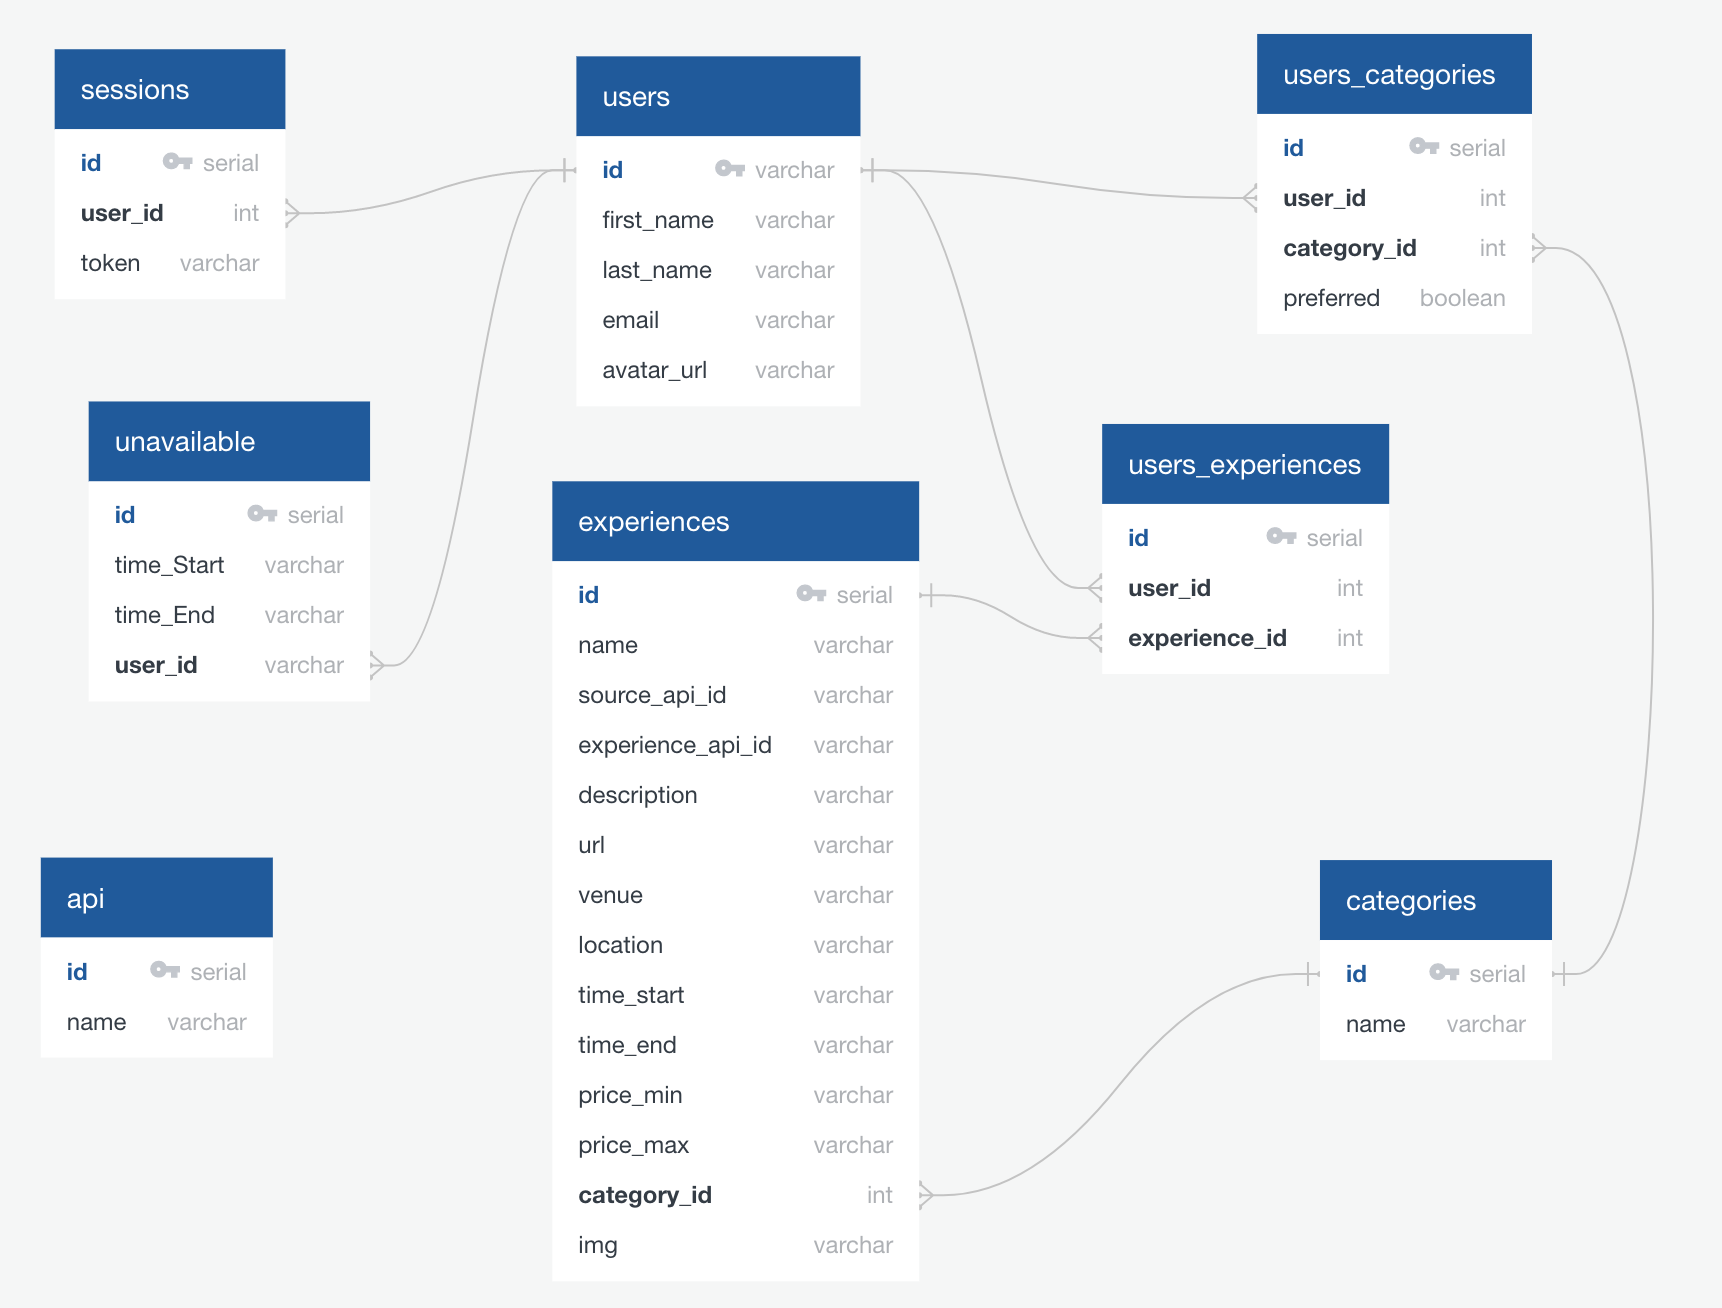 sessions
id serial
user_id int
token varchar
users
id varchar
first_name varchar
last_name varchar
email varchar
avatar_url varchar
users_categories
id serial
user_id int
category_id int
preferred boolean
unavailable
id serial
time_Start varchar
time_End varchar
user_id varchar
experiences
id serial
name varchar
source_api_id varchar
experience_api_id varchar
description varchar
url varchar
venue varchar
location varchar
time_start varchar
time_end varchar
price_min varchar
price_max varchar
category_id int
img varchar
users_experiences
id serial
user_id int
experience_id int
api
id serial
name varchar
categories
id serial
name varchar